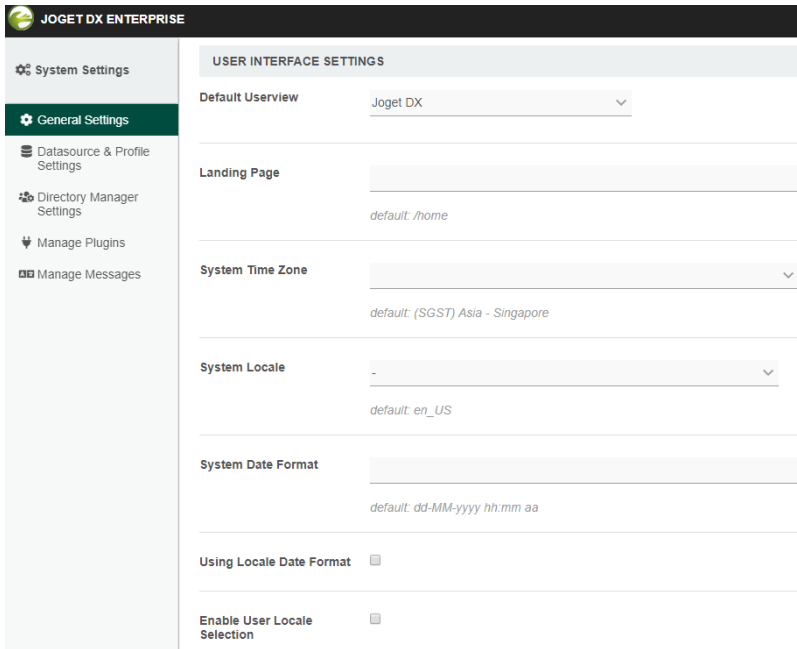 JOGET DX ENTERPRISE
System Settings
General Settings
Datasource & Profile
Settings
Directory Manager
Settings
Manage Plugins
Manage Messages
USER INTERFACE SETTINGS
Default Userview
Joget DX
Landing Page
default: /home
System Time Zone
default: (SGST) Asia - Singapore
System Locale
-
default: en_US
System Date Format
default: dd-MM-yyyy hh:mm aa
Using Locale Date Format
Enable User Locale
Selection